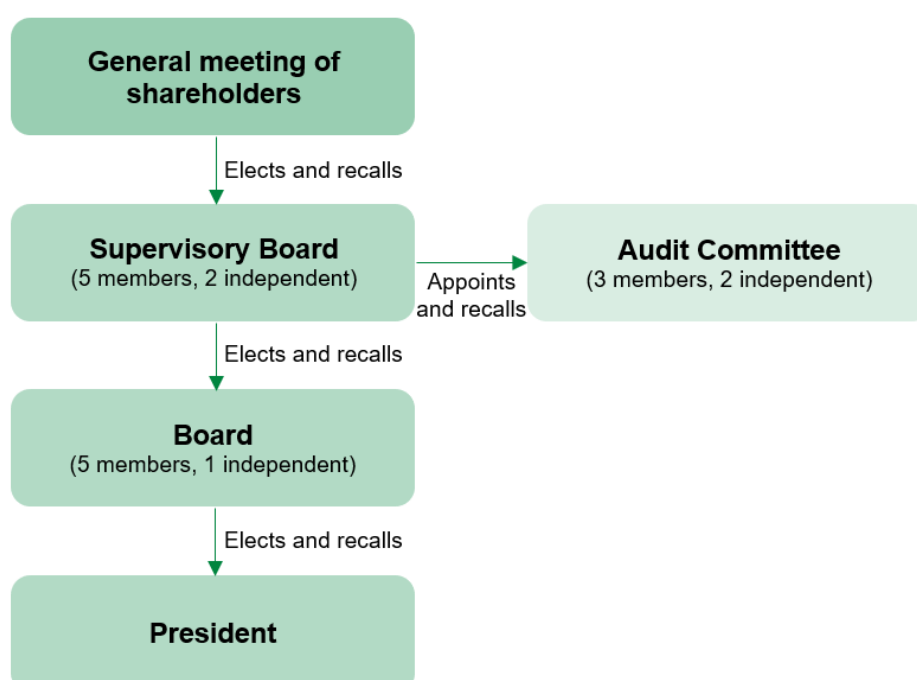 General meeting of
shareholders
Elects and recalls
Supervisory Board
(5 members, 2 independent)
Appoints
and recalls
Audit Committee
(3 members, 2 independent)
Elects and recalls
Board
(5 members, 1 independent)
Elects and recalls
President